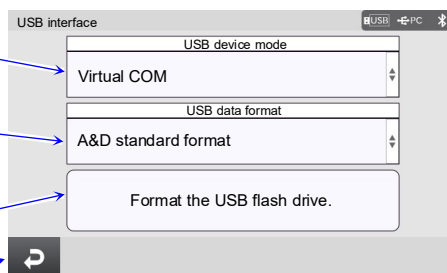 USB interface
USB PC
USB device mode
Virtual COM
USB data format
A&D standard format
Format the USB flash drive.